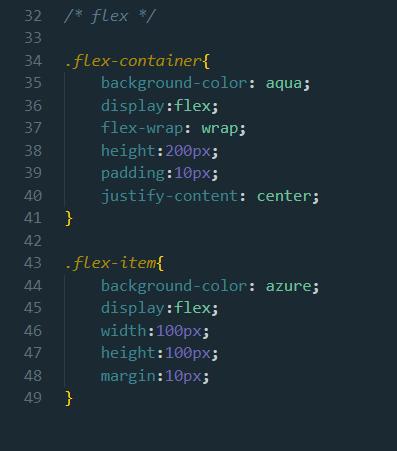 32 /* flex */
33
34 .flex-container{
35 background-color: aqua;
36 display:flex;
37 flex-wrap: wrap;
38 height:200px;
39 padding:10px;
40 justify-content: center;
41 }
42
43 .flex-item{
44 background-color: azure;
45 display:flex;
46 width:100px;
47 height:100px;
48 margin:10px;
49 }